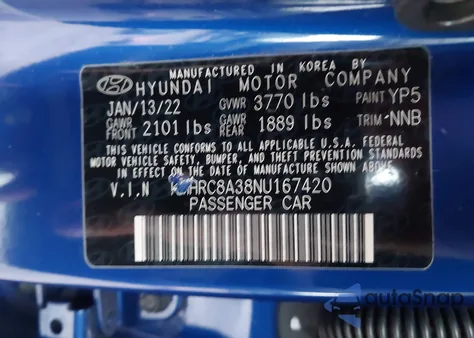 MANUFACTURED IN KOREA BY
HYUNDAI MOTOR COMPANY
JAN/13/22 GVWR 3770 lbs PAINT YP5
GAWR FRONT 2101 lbs GAWR REAR 1889 lbs TRIM NNB
THIS VEHICLE CONFORMS TO ALL APPLICABLE U.S.A. FEDERAL
MOTOR VEHICLE SAFETY, BUMPER, AND THEFT PREVENTION STANDARDS
IN EFFECT ON THE DATE OF MANUFACTURE SHOWN ABOVE.
V.I.N HRC8A38NU167420
PASSENGER CAR
autoSnap